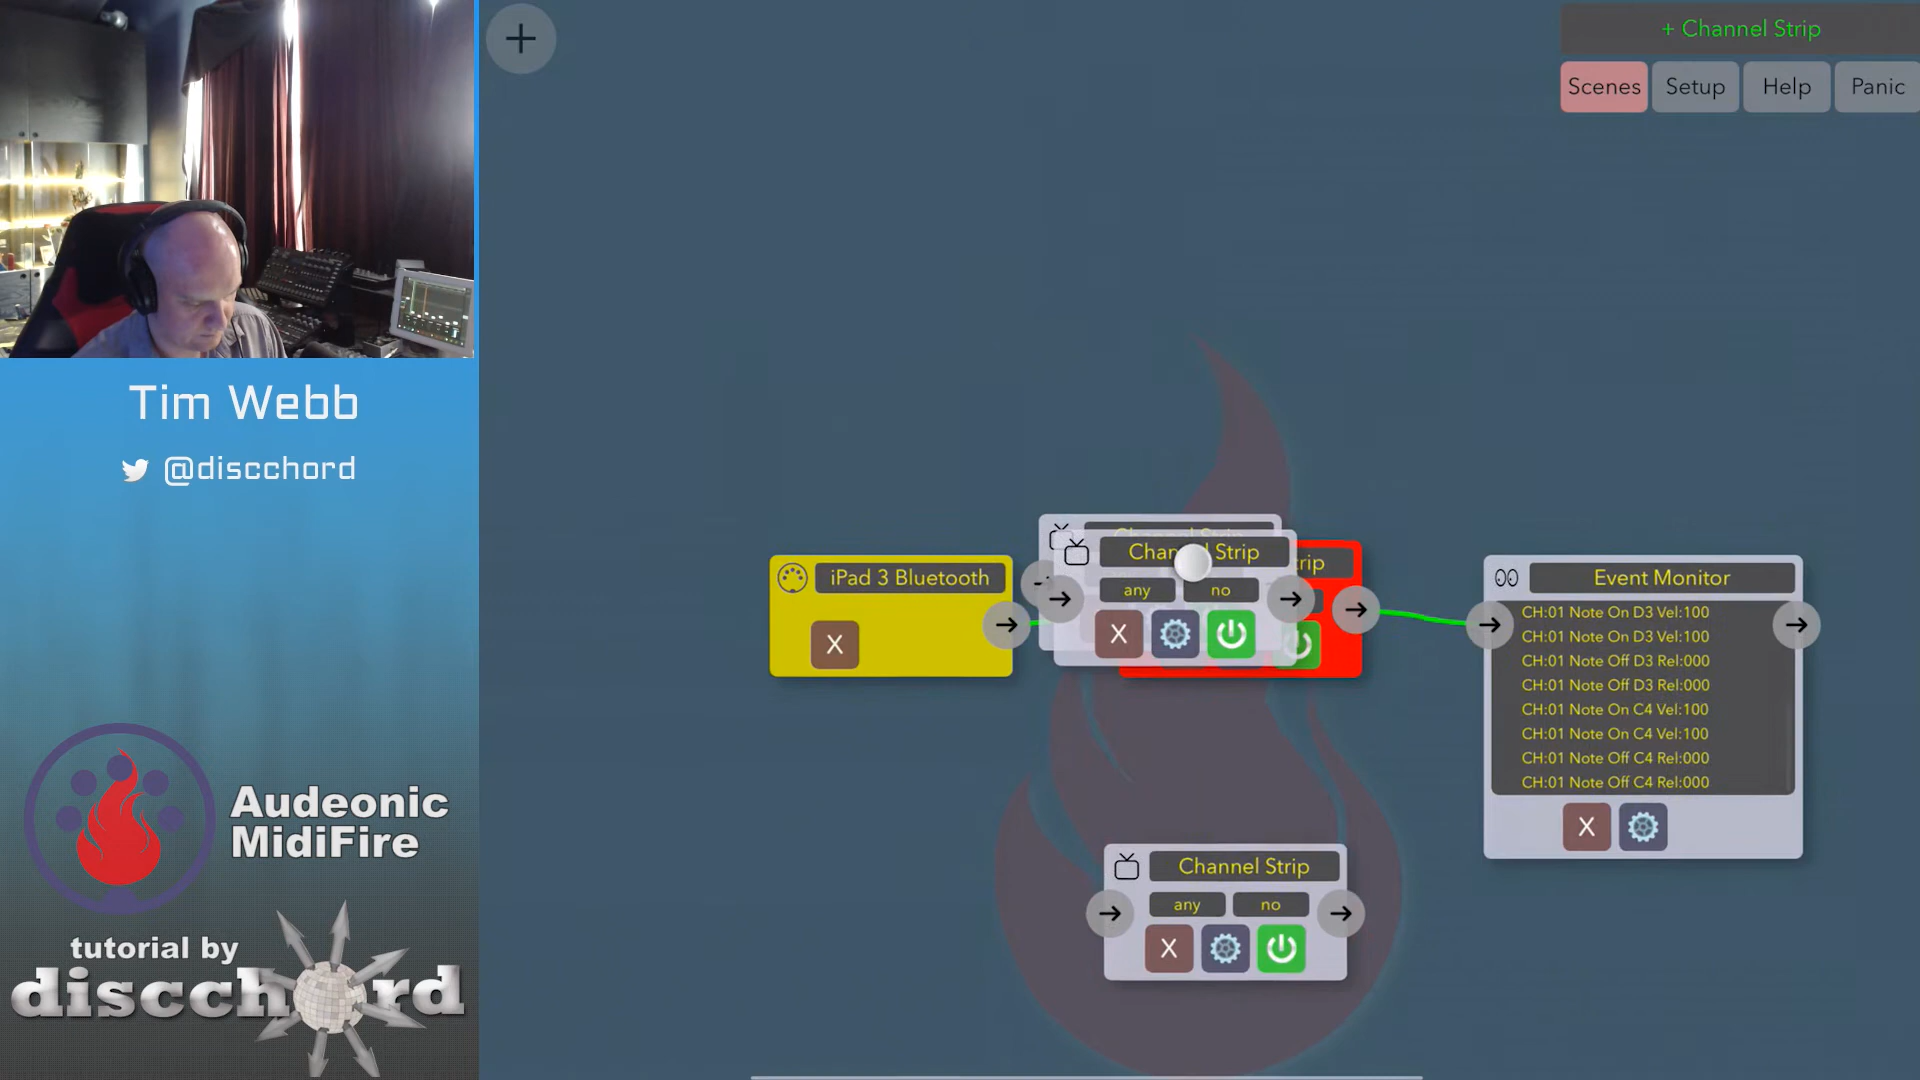 + Channel Strip
Scenes
Setup
Help
Panic
Tim Webb
@discchord
Audeonic
MidiFire
tutorial by
discchord
iPad 3 Bluetooth
X
Channel Strip
Channel Strip
any
no
X
trip
Event Monitor
CH:01 Note On D3 Vel:100
CH:01 Note On D3 Vel:100
CH:01 Note Off D3 Rel:000
CH:01 Note Off D3 Rel:000
CH:01 Note On C4 Vel:100
CH:01 Note On C4 Vel:100
CH:01 Note Off C4 Rel:000
CH:01 Note Off C4 Rel:000
X
Channel Strip
any
no
X